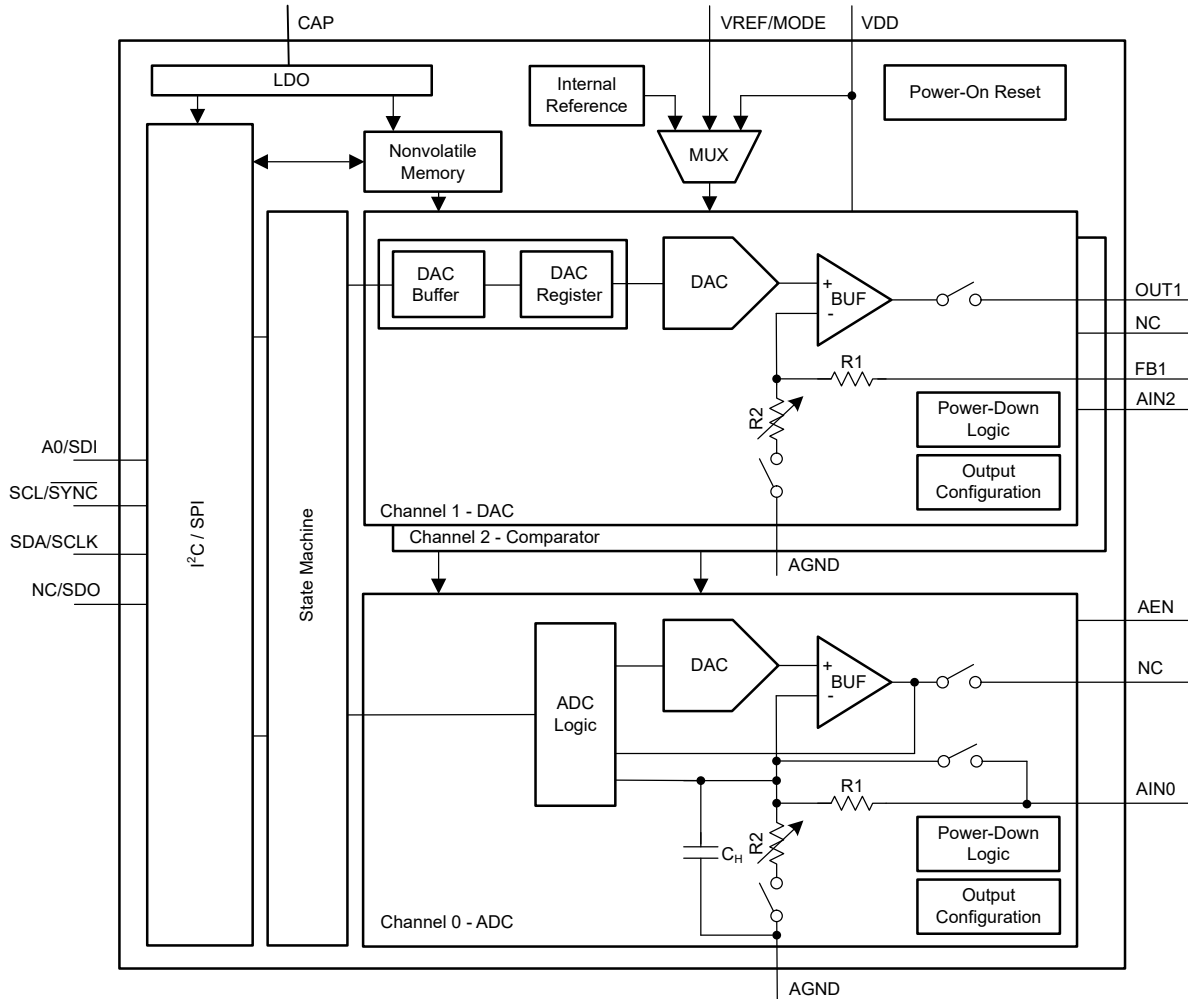 CAP
VREF/MODE
VDD
LDO
Internal
Reference
Power-On Reset
Nonvolatile
Memory
MUX
DAC
Buffer
DAC
Register
DAC
+
BUF
-
OUT1
NC
R1
FB1
R2
Power-Down
Logic
AIN2
Output
Configuration
A0/SDI
SCL/SYNC
SDA/SCLK
NC/SDO
I²C / SPI
State Machine
Channel 1 - DAC
Channel 2 - Comparator
AGND
AEN
ADC
Logic
DAC
+
BUF
-
NC
R1
AIN0
CH
R2
Power-Down
Logic
Output
Configuration
Channel 0 - ADC
AGND